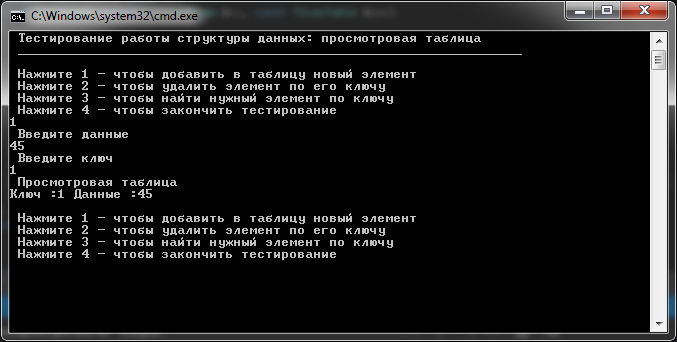 C:\Windows\system32\cmd.exe
Тестирование работы структуры данных: просмотровая таблица
Нажмите 1 - чтобы добавить в таблицу новый элемент
Нажмите 2 - чтобы удалить элемент по его ключу
Нажмите 3 - чтобы найти нужный элемент по ключу
Нажмите 4 - чтобы закончить тестирование
1
Введите данные
45
Введите ключ
1
Просмотровая таблица
Ключ :1 Данные :45
Нажмите 1 - чтобы добавить в таблицу новый элемент
Нажмите 2 - чтобы удалить элемент по его ключу
Нажмите 3 - чтобы найти нужный элемент по ключу
Нажмите 4 - чтобы закончить тестирование